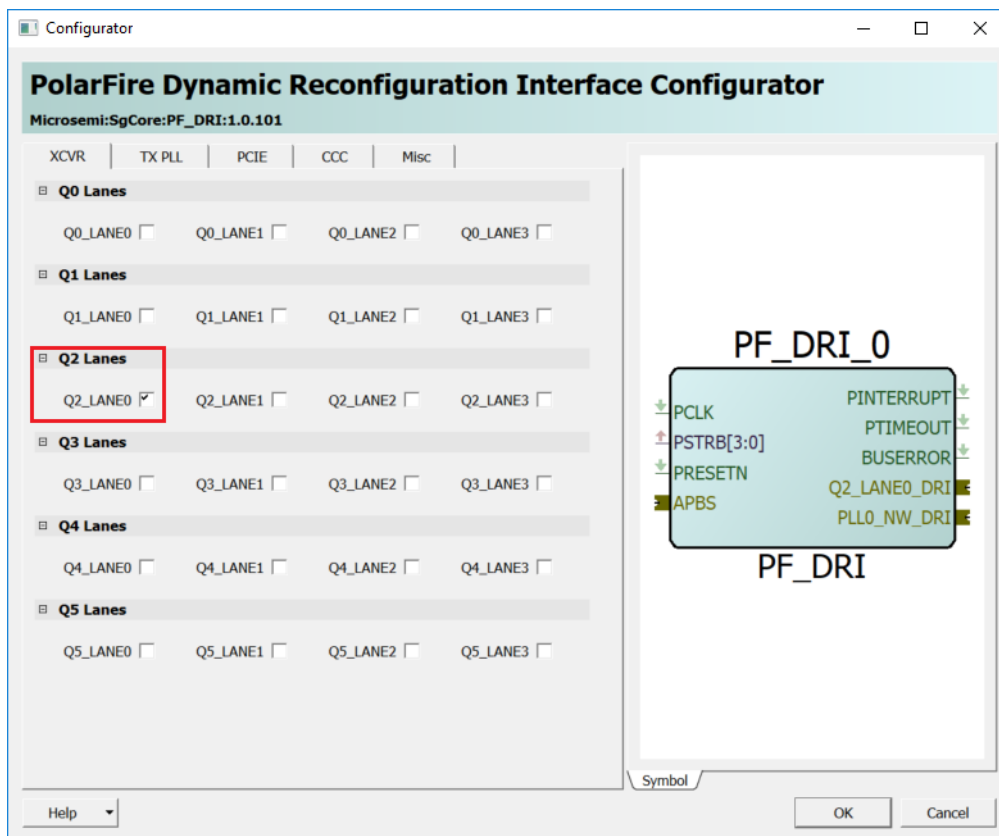 Configurator
PolarFire Dynamic Reconfiguration Interface Configurator
Microsemi:SgCore:PF_DRI:1.0.101
XCVR TX PLL PCIE CCC Misc
Q0 Lanes
Q0_LANE0 Q0_LANE1 Q0_LANE2 Q0_LANE3
Q1 Lanes
Q1_LANE0 Q1_LANE1 Q1_LANE2 Q1_LANE3
Q2 Lanes
Q2_LANE0 Q2_LANE1 Q2_LANE2 Q2_LANE3
Q3 Lanes
Q3_LANE0 Q3_LANE1 Q3_LANE2 Q3_LANE3
Q4 Lanes
Q4_LANE0 Q4_LANE1 Q4_LANE2 Q4_LANE3
Q5 Lanes
Q5_LANE0 Q5_LANE1 Q5_LANE2 Q5_LANE3
PF_DRI_0
PCLK
PSTRB[3:0]
PRESETN
APBS
PINTERRUPT
PTIMEOUT
BUSERROR
Q2_LANE0_DRI
PLL0_NW_DRI
PF_DRI
Symbol
Help OK Cancel